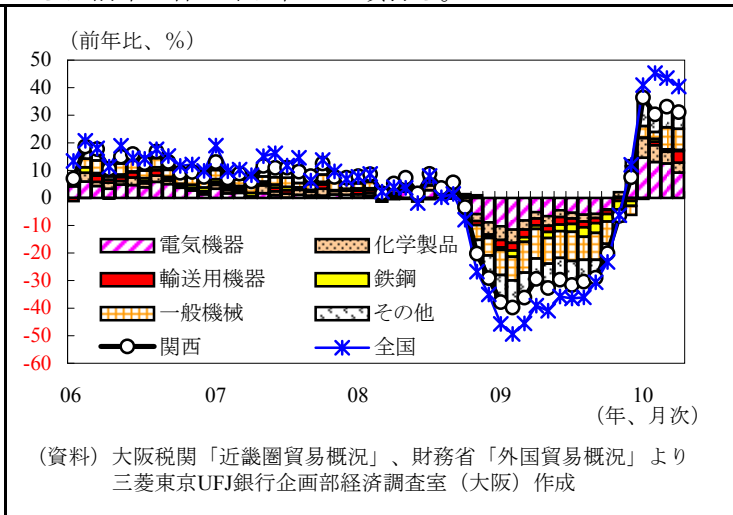 （前年比、%）
50
40
30
20
10
0
-10
-20
-30
-40
-50
-60
電気機器
化学製品
輸送用機器
鉄鋼
一般機械
その他
関西
全国
06 07 08 09 10
（年、月次）
（資料）大阪税関「近畿圏貿易概況」、財務省「外国貿易概況」より
三菱東京UFJ銀行企画部経済調査室（大阪）作成